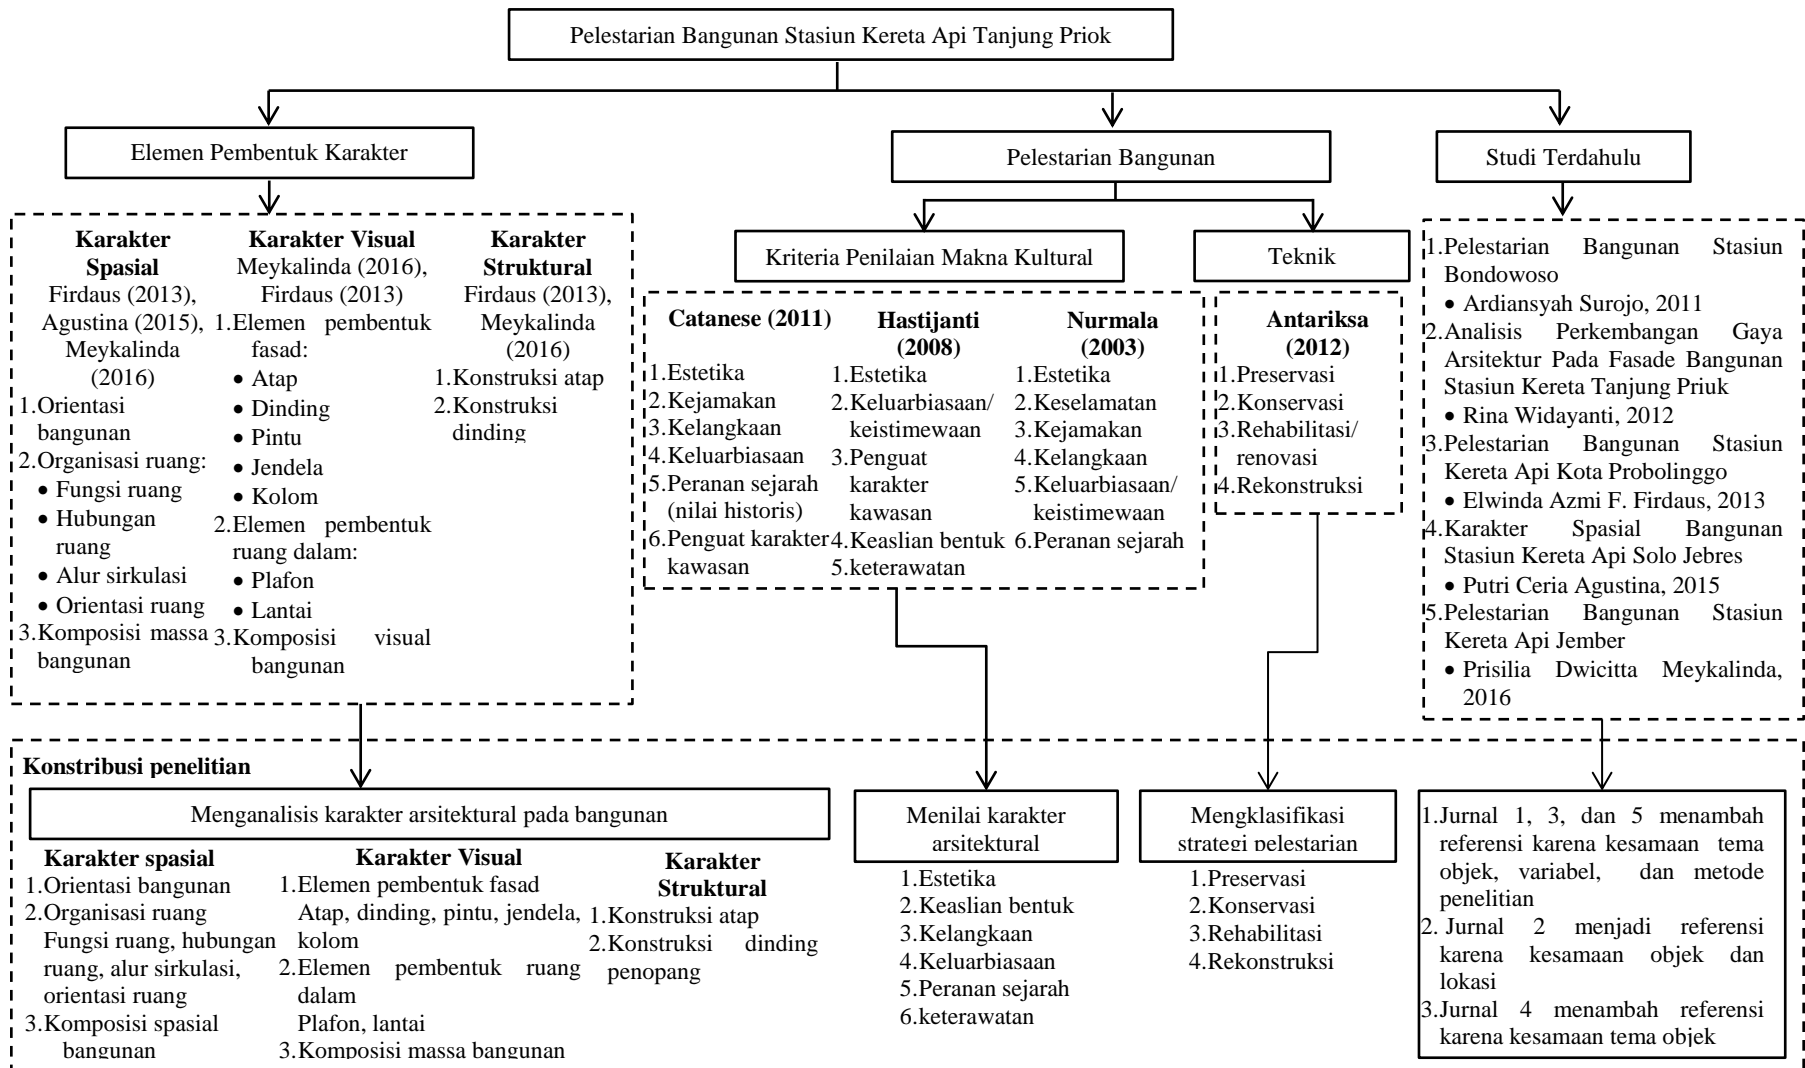 Pelestarian Bangunan Stasiun Kereta Api Tanjung Priok
Elemen Pembentuk Karakter
Pelestarian Bangunan
Studi Terdahulu
Karakter
Spasial
Firdaus (2013),
Agustina (2015),
Meykalinda
(2016)
1.Orientasi
bangunan
2.Organisasi ruang:
• Fungsi ruang
• Hubungan
ruang
• Alur sirkulasi
• Orientasi ruang
3.Komposisi massa
bangunan
Karakter Visual
Meykalinda (2016),
Firdaus (2013)
1.Elemen pembentuk
fasad:
• Atap
• Dinding
• Pintu
• Jendela
• Kolom
2.Elemen pembentuk
ruang dalam:
• Plafon
• Lantai
3.Komposisi visual
bangunan
Karakter
Struktural
Firdaus (2013),
Meykalinda
(2016)
1.Konstruksi atap
2.Konstruksi
dinding
Kriteria Penilaian Makna Kultural
Teknik
Catanese (2011)
1.Estetika
2.Kejamakan
3.Kelangkaan
4.Keluarbiasaan
5.Peranan sejarah
(nilai historis)
6.Penguat karakter
kawasan
Hastijanti
(2008)
1.Estetika
2.Keluarbiasaan/
keistimewaan
3.Penguat
karakter
kawasan
4.Keaslian bentuk
5.keterawatan
Nurmala
(2003)
1.Estetika
2.Keselamatan
3.Kejamakan
4.Kelangkaan
5.Keluarbiasaan/
keistimewaan
6.Peranan sejarah
Antariksa
(2012)
1.Preservasi
2.Konservasi
3.Rehabilitasi/
renovasi
4.Rekonstruksi
1.Pelestarian Bangunan Stasiun
Bondowoso
• Ardiansyah Surojo, 2011
2.Analisis Perkembangan Gaya
Arsitektur Pada Fasade Bangunan
Stasiun Kereta Tanjung Priuk
• Rina Widayanti, 2012
3.Pelestarian Bangunan Stasiun
Kereta Api Kota Probolinggo
• Elwinda Azmi F. Firdaus, 2013
4.Karakter Spasial Bangunan
Stasiun Kereta Api Solo Jebres
• Putri Ceria Agustina, 2015
5.Pelestarian Bangunan Stasiun
Kereta Api Jember
• Prisilia Dwicitta Meykalinda,
2016
Konstribusi penelitian
Menganalisis karakter arsitektural pada bangunan
Karakter spasial
1.Orientasi bangunan
2.Organisasi ruang
Fungsi ruang, hubungan
ruang, alur sirkulasi,
orientasi ruang
3.Komposisi spasial
bangunan
Karakter Visual
1.Elemen pembentuk fasad
Atap, dinding, pintu, jendela,
kolom
2.Elemen pembentuk ruang
dalam
Plafon, lantai
3.Komposisi massa bangunan
Karakter
Struktural
1.Konstruksi atap
2.Konstruksi dinding
penopang
Menilai karakter
arsitektural
1.Estetika
2.Keaslian bentuk
3.Kelangkaan
4.Keluarbiasaan
5.Peranan sejarah
6.keterawatan
Mengklasifikasi
strategi pelestarian
1.Preservasi
2.Konservasi
3.Rehabilitasi
4.Rekonstruksi
1.Jurnal 1, 3, dan 5 menambah
referensi karena kesamaan tema
objek, variabel, dan metode
penelitian
2. Jurnal 2 menjadi referensi
karena kesamaan objek dan
lokasi
3.Jurnal 4 menambah referensi
karena kesamaan tema objek